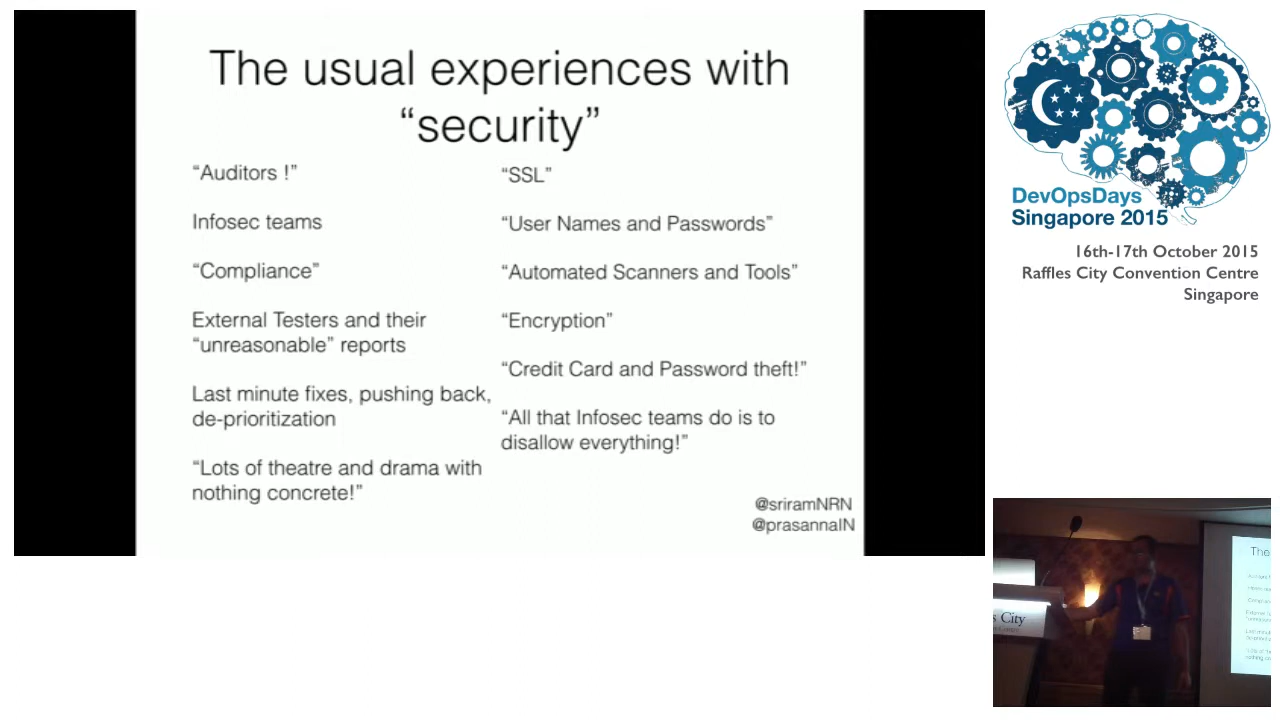 The usual experiences with
“security”
“Auditors !”
Infosec teams
“Compliance”
External Testers and their
“unreasonable” reports
Last minute fixes, pushing back,
de-prioritization
“Lots of theatre and drama with
nothing concrete!”
“SSL”
“User Names and Passwords”
“Automated Scanners and Tools”
“Encryption”
“Credit Card and Password theft!”
“All that Infosec teams do is to
disallow everything!”
@sriramNRN
@prasannaIN
DevOpsDays
Singapore 2015
16th-17th October 2015
Raffles City Convention Centre
Singapore
The
s City